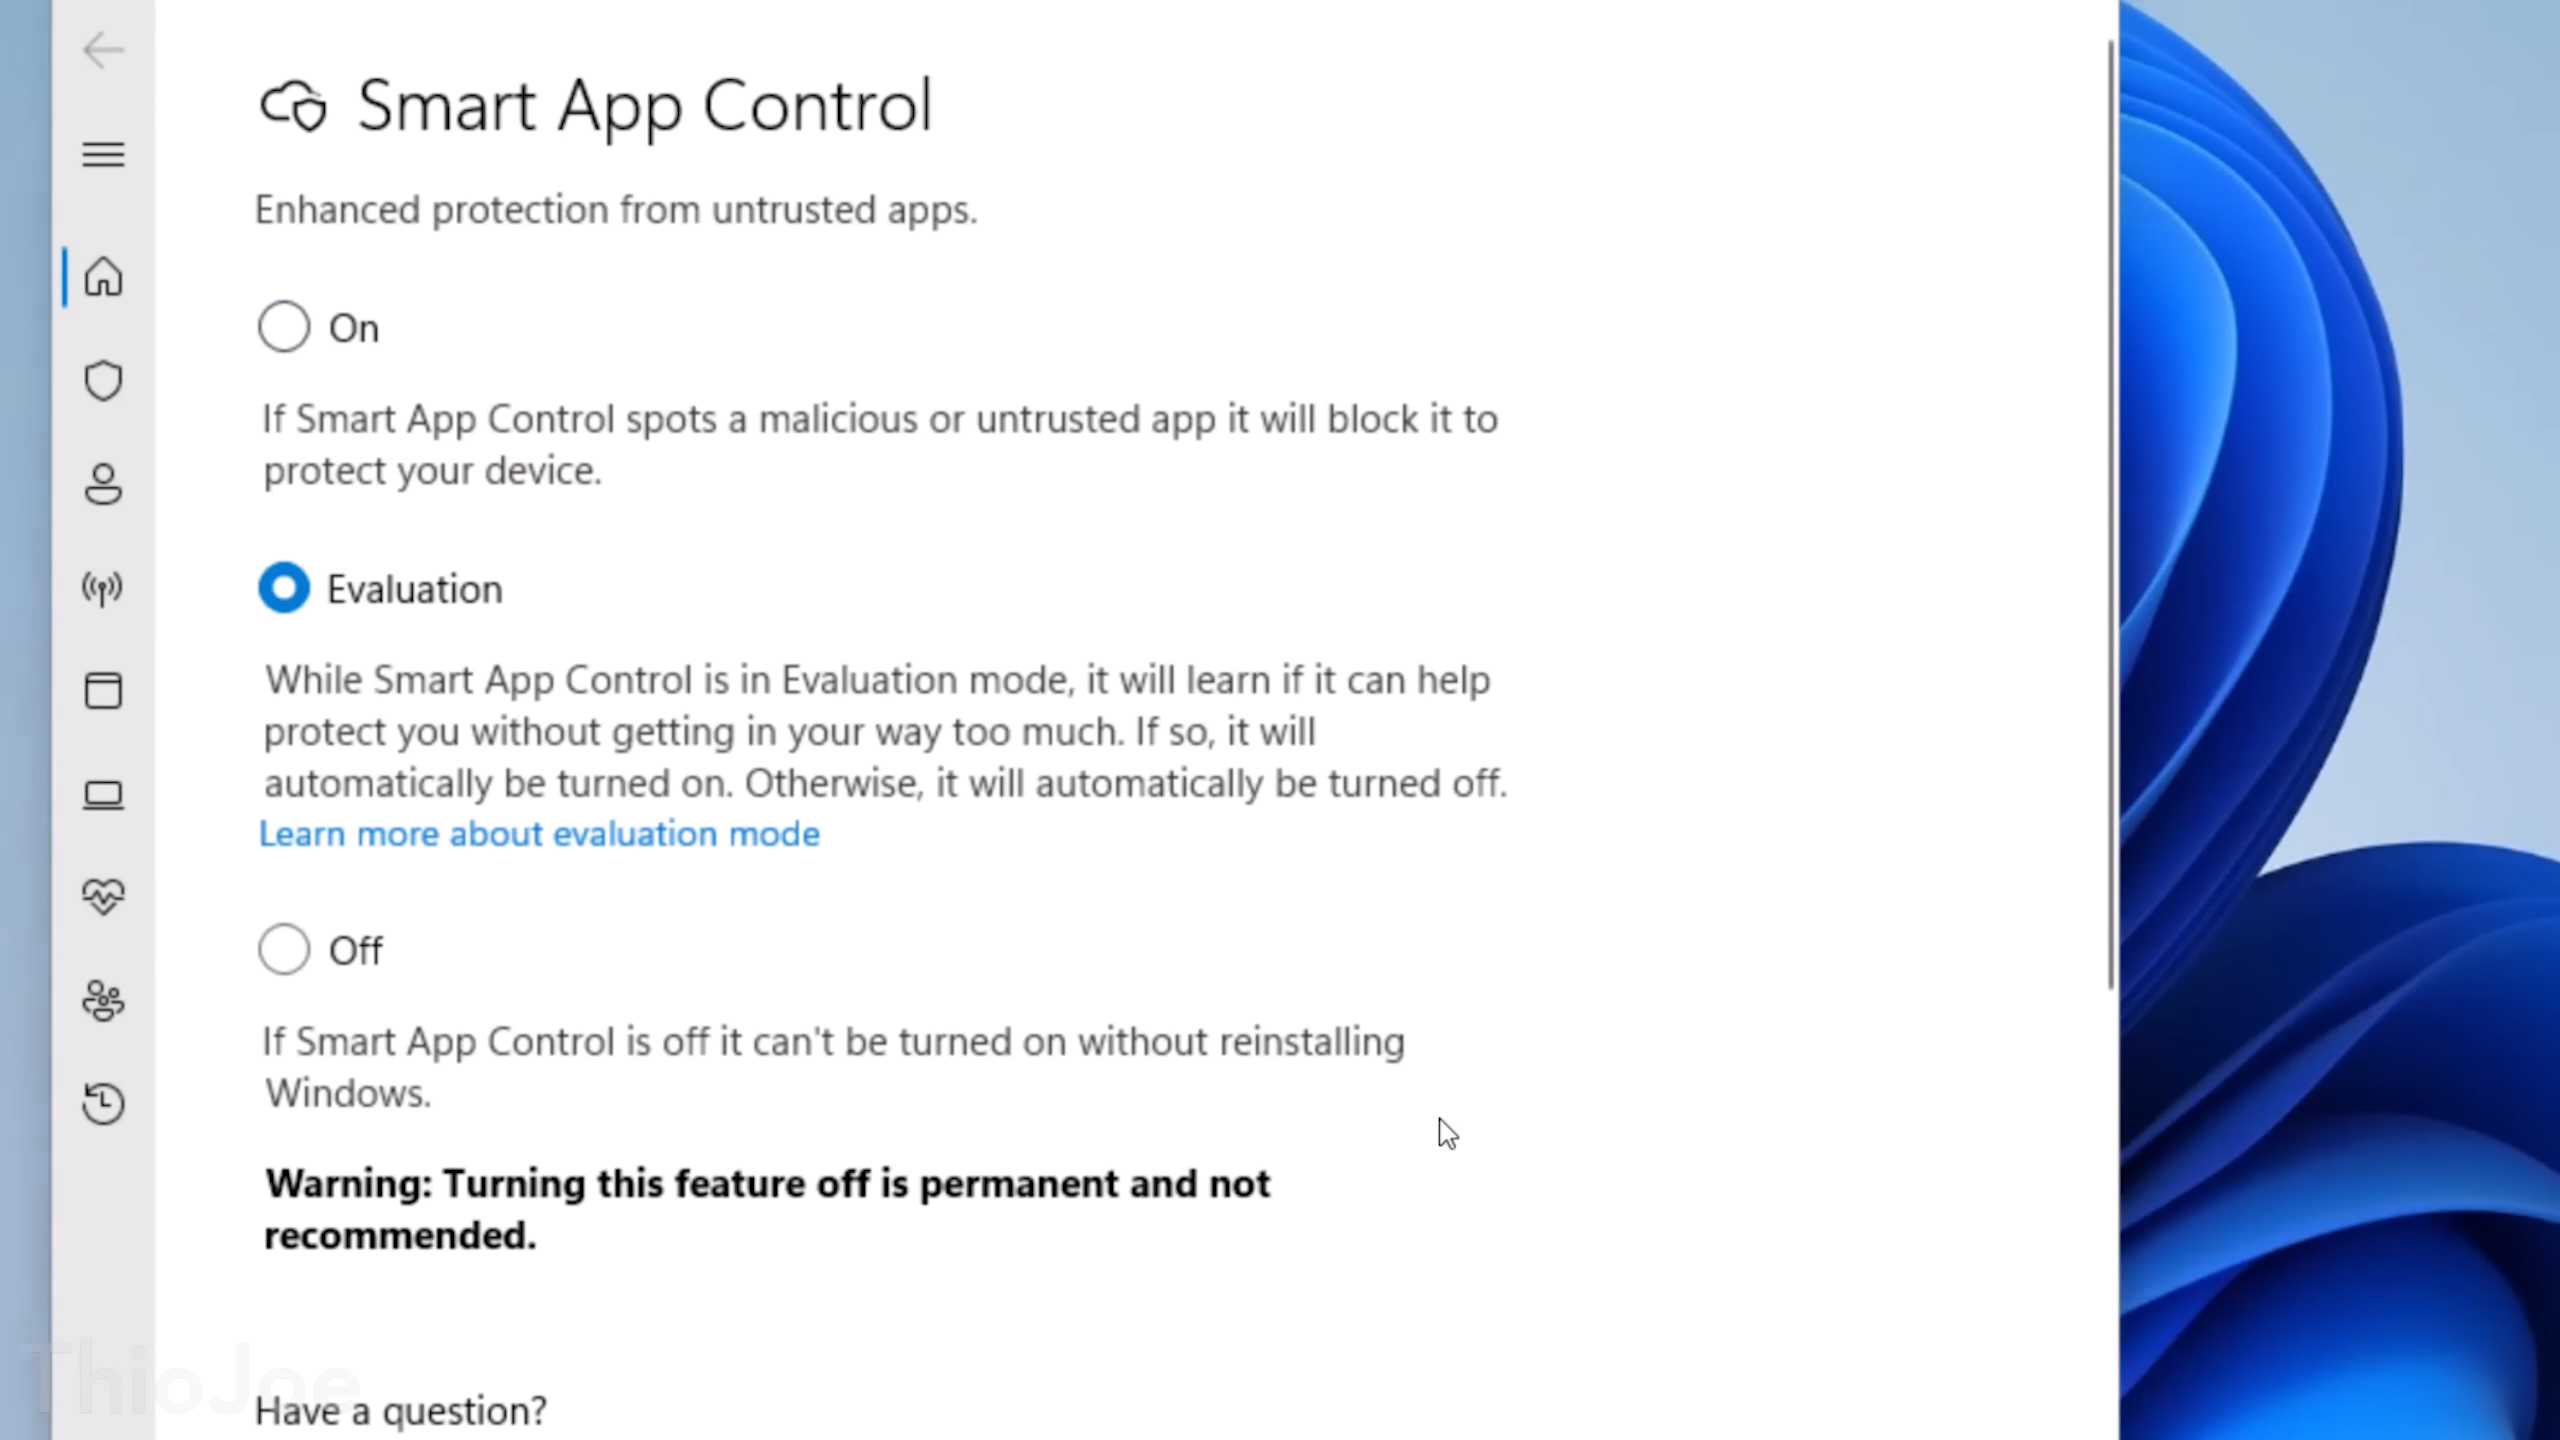 Smart App Control
Enhanced protection from untrusted apps.
On
If Smart App Control spots a malicious or untrusted app it will block it to
protect your device.
Evaluation
While Smart App Control is in Evaluation mode, it will learn if it can help
protect you without getting in your way too much. If so, it will
automatically be turned on. Otherwise, it will automatically be turned off.
Learn more about evaluation mode
Off
If Smart App Control is off it can't be turned on without reinstalling
Windows.
Warning: Turning this feature off is permanent and not
recommended.
ThioJoe
Have a question?